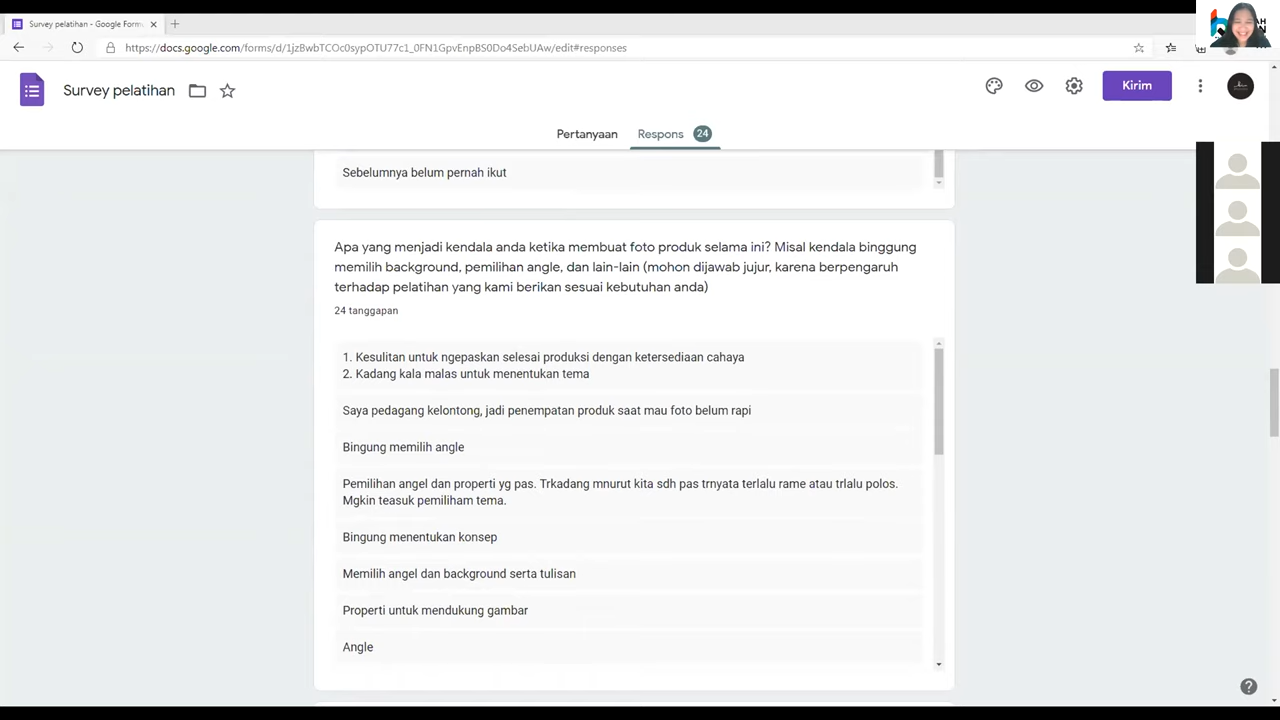 Survey pelatihan - Google Form
https://docs.google.com/forms/d/1jzBwbTCOc0sypOTU77c1_0FN1GpvEnpBS0Do4SebUAw/edit#responses
Survey pelatihan
Kirim
Pertanyaan
Respons 24
Sebelumnya belum pernah ikut
Apa yang menjadi kendala anda ketika membuat foto produk selama ini? Misal kendala binggung
memilih background, pemilihan angle, dan lain-lain (mohon dijawab jujur, karena berpengaruh
terhadap pelatihan yang kami berikan sesuai kebutuhan anda)
24 tanggapan
1. Kesulitan untuk ngepaskan selesai produksi dengan ketersediaan cahaya
2. Kadang kala malas untuk menentukan tema
Saya pedagang kelontong, jadi penempatan produk saat mau foto belum rapi
Bingung memilih angle
Pemilihan angel dan properti yg pas. Trkadang mnurut kita sdh pas trnyata terlalu rame atau trlalu polos.
Mgkin teasuk pemiliham tema.
Bingung menentukan konsep
Memilih angel dan background serta tulisan
Properti untuk mendukung gambar
Angle